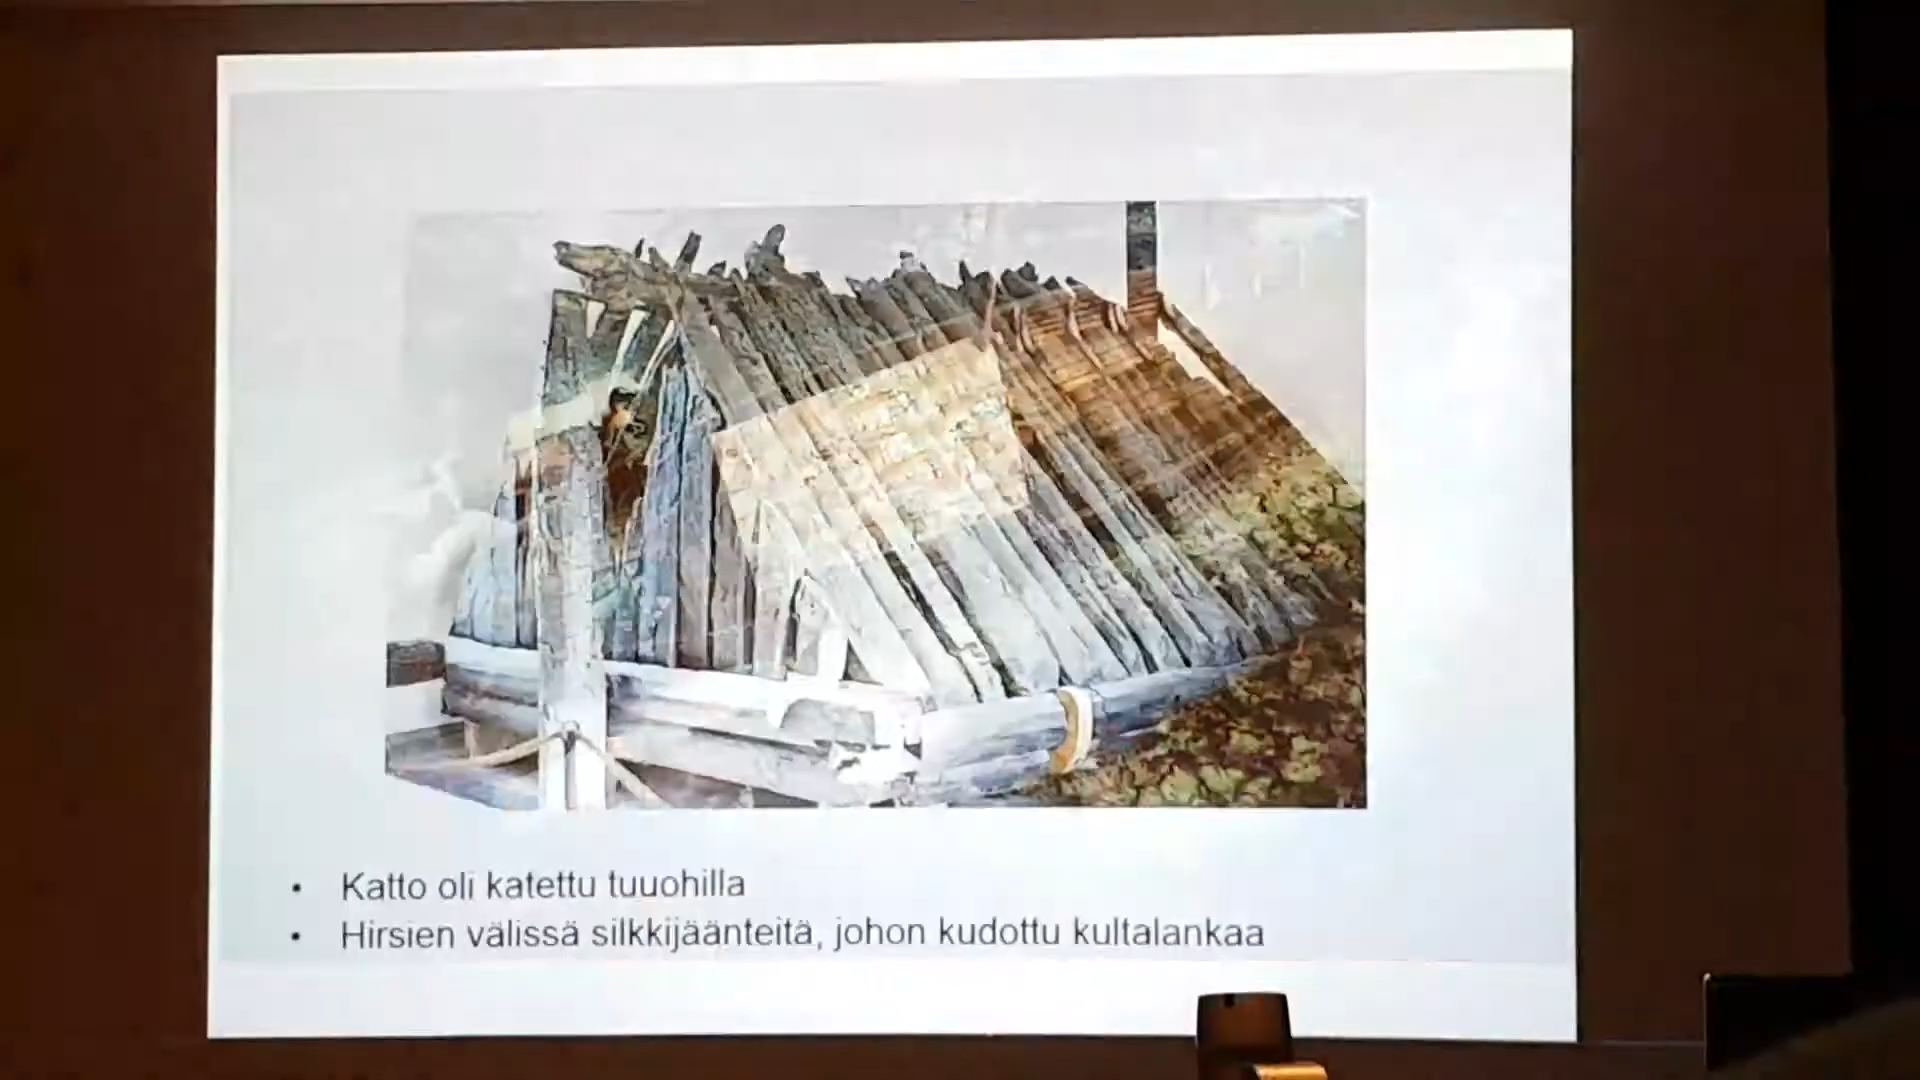 • Katto oli katettu tuuohilla
• Hirsien välissä silkkijäänteitä, johon kudottu kultalankaa